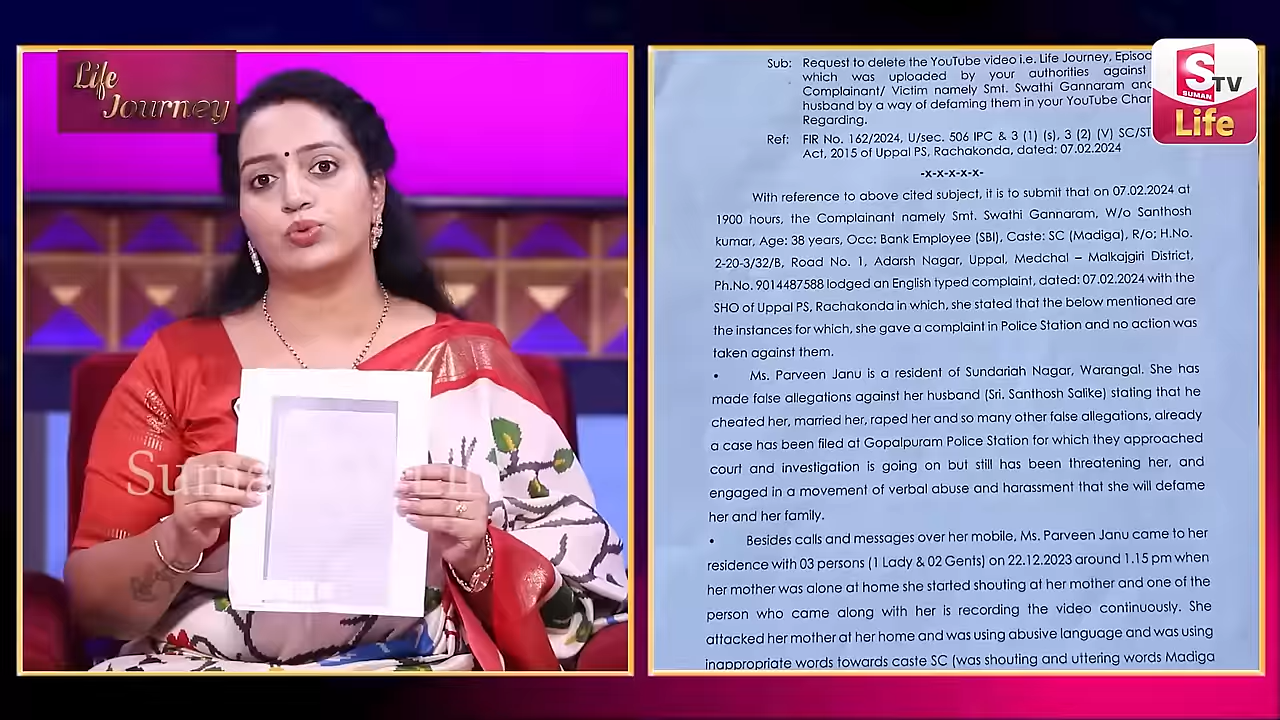 Life
Journey
S
TV
SUMAN
Life
Sub: Request to delete the YouTube video i.e. Life Journey,
which was uploaded by your authorities against
Complainant/ Victim namely Smt. Swathi Gannaram and
husband by a way of defaming them in your YouTube
Regarding.
Ref: FIR No. 162/2024, U/sec. 506 IPC & 3 (1) (s), 3 (2) (V)
Act, 2015 of Uppal PS, Rachakonda, dated: 07.02.2024
-x-x-x-x-x-
With reference to above cited subject, it is to submit that on 07.02.2024 at
1900 hours, the Complainant namely Smt. Swathi Gannaram, W/o Santhosh
kumar, Age: 38 years, Occ: Bank Employee (SBI), Caste: SC (Madiga), R/o; H.No.
2-20-3/32/B, Road No. 1, Adarsh Nagar, Uppal, Medchal – Malkajgiri District,
Ph.No. 9014487588 lodged an English typed complaint, dated: 07.02.2024 with the
SHO of Uppal PS, Rachakonda in which, she stated that the below mentioned are
the instances for which, she gave a complaint in Police Station and no action was
taken against them.
• Ms. Parveen Janu is a resident of Sundariah Nagar, Warangal. She has
made false allegations against her husband (Sri. Santhosh Salike) stating that he
cheated her, married her raped her and so many other false allegations, already
a case has been filed at Gopalpuram Police Station for which they approached
court and investigation is going on but still has been threatening her, and
engaged in a movement of verbal abuse and harassment that she will defame
her and her family.
• Besides calls and messages over her mobile, Ms. Parveen Janu came to her
residence with 03 persons (1 Lady & 02 Gents) on 22.12.2023 around 1.15 pm when
her mother was alone at home she started shouting at her mother and one of the
person who came along with her is recording the video continuously. She
attacked her mother at her home and was using abusive language and was using
inappropriate words towards caste SC (was shouting and uttering words Madiga